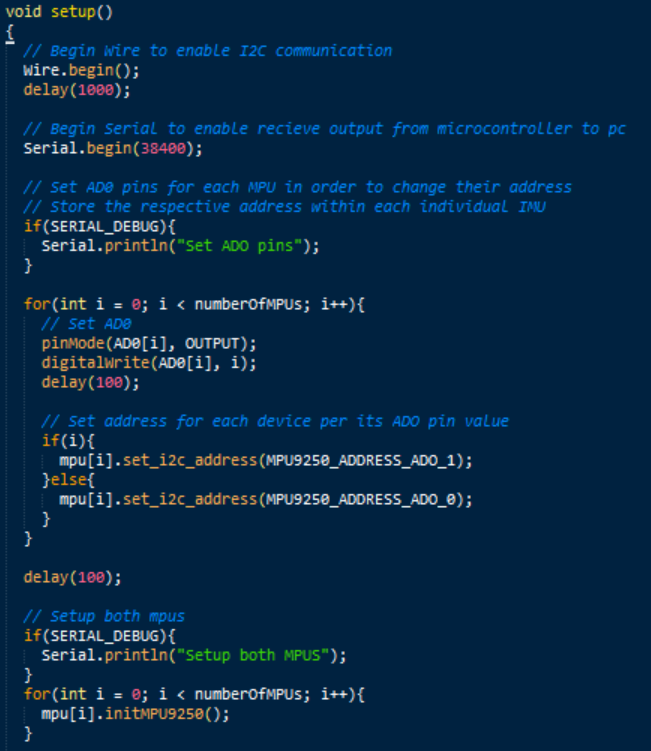 void setup()
{
// Begin Wire to enable I2C communication
Wire.begin();
delay(1000);
// Begin Serial to enable recieve output from microcontroller to pc
Serial.begin(38400);
// Set AD0 pins for each MPU in order to change their address
// Store the respective address within each individual IMU
if(SERIAL_DEBUG){
Serial.println("Set ADO pins");
}
for(int i = 0; i < numberOfMPUs; i++){
// Set AD0
pinMode(AD0[i], OUTPUT);
digitalWrite(AD0[i], i);
delay(100);
// Set address for each device per its ADO pin value
if(i){
mpu[i].set_i2c_address(MPU9250_ADDRESS_ADO_1);
}else{
mpu[i].set_i2c_address(MPU9250_ADDRESS_ADO_0);
}
}
delay(100);
// Setup both mpus
if(SERIAL_DEBUG){
Serial.println("Setup both MPUS");
}
for(int i = 0; i < numberOfMPUs; i++){
mpu[i].initMPU9250();
}